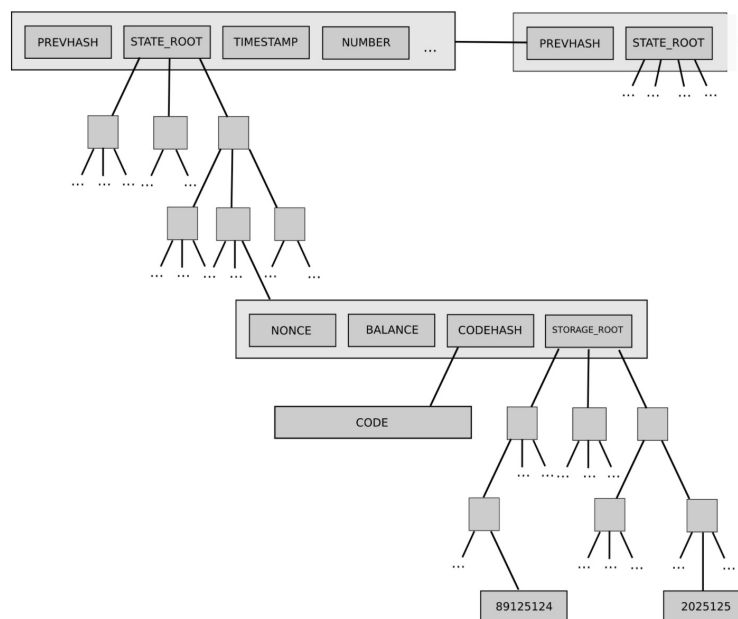 PREVHASH STATE_ROOT TIMESTAMP NUMBER ... PREVHASH STATE_ROOT
... ... ... ...
... ... ... ... ...
... ... ... ... ... ... ...
NONCE BALANCE CODEHASH STORAGE_ROOT
CODE
... ... ... ... ...
... ... ... ... ... ...
89125124 2025125